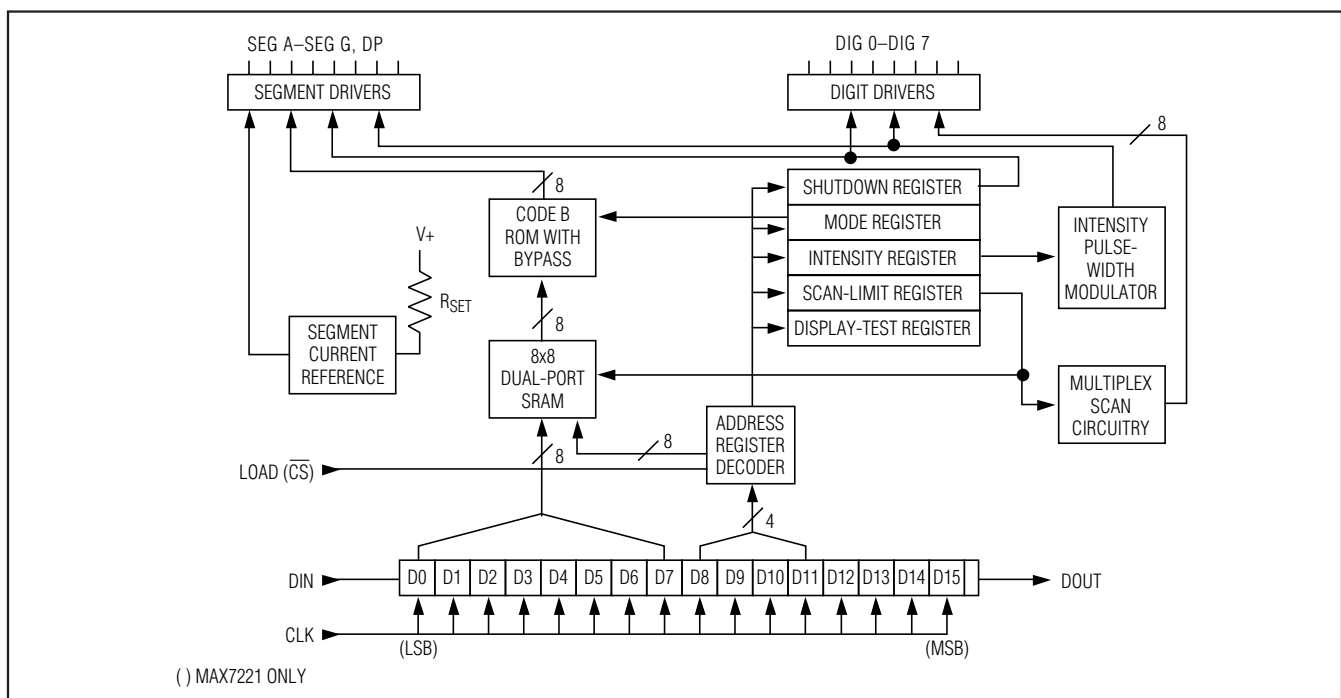 SEG A–SEG G, DP
DIG 0–DIG 7
SEGMENT DRIVERS
DIGIT DRIVERS
8
8
SHUTDOWN REGISTER
MODE REGISTER
INTENSITY REGISTER
SCAN-LIMIT REGISTER
DISPLAY-TEST REGISTER
CODE B
ROM WITH
BYPASS
INTENSITY
PULSE-
WIDTH
MODULATOR
V+
RSET
SEGMENT
CURRENT
REFERENCE
8
8x8
DUAL-PORT
SRAM
MULTIPLEX
SCAN
CIRCUITRY
ADDRESS
REGISTER
DECODER
8
8
LOAD (C̅S̅)
4
DIN
D0 D1 D2 D3 D4 D5 D6 D7 D8 D9 D10 D11 D12 D13 D14 D15
DOUT
CLK
(LSB)
(MSB)
( ) MAX7221 ONLY